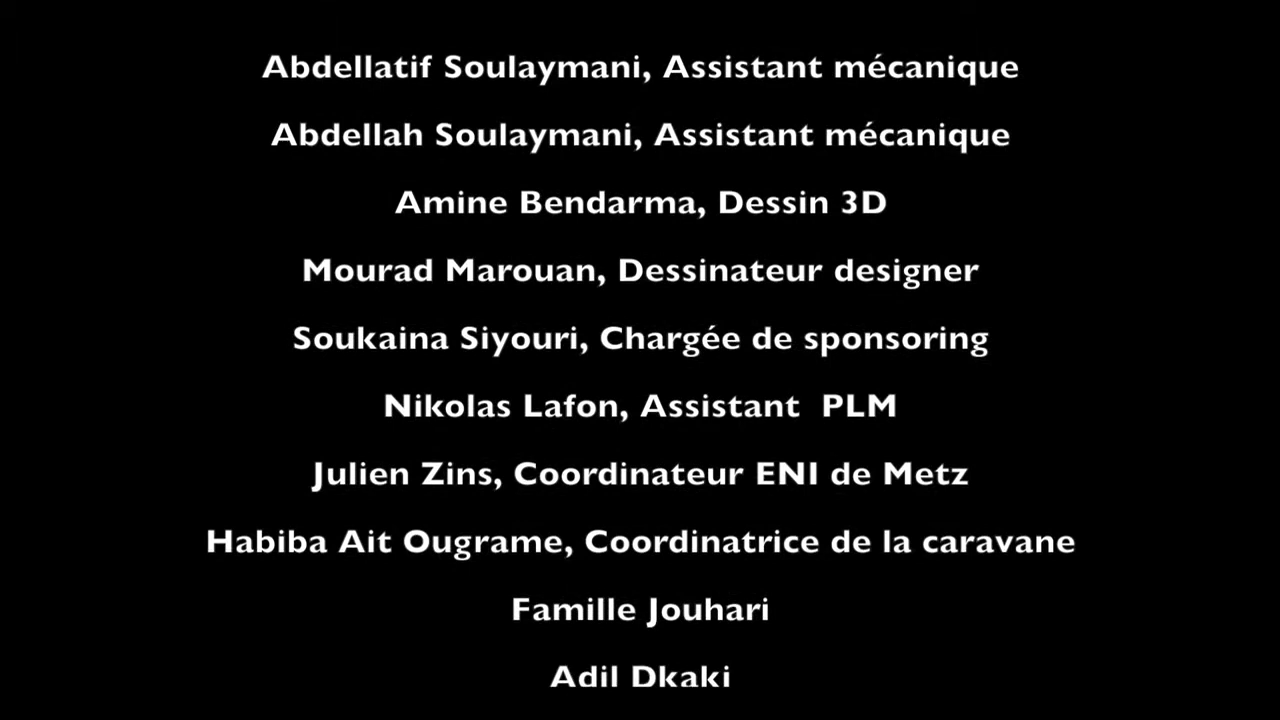 Abdellatif Soulaymani, Assistant mécanique
Abdellah Soulaymani, Assistant mécanique
Amine Bendarma, Dessin 3D
Mourad Marouan, Dessinateur designer
Soukaina Siyouri, Chargée de sponsoring
Nikolas Lafon, Assistant  PLM
Julien Zins, Coordinateur ENI de Metz
Habiba Ait Ougrame, Coordinatrice de la caravane
Famille Jouhari
Adil Dkaki